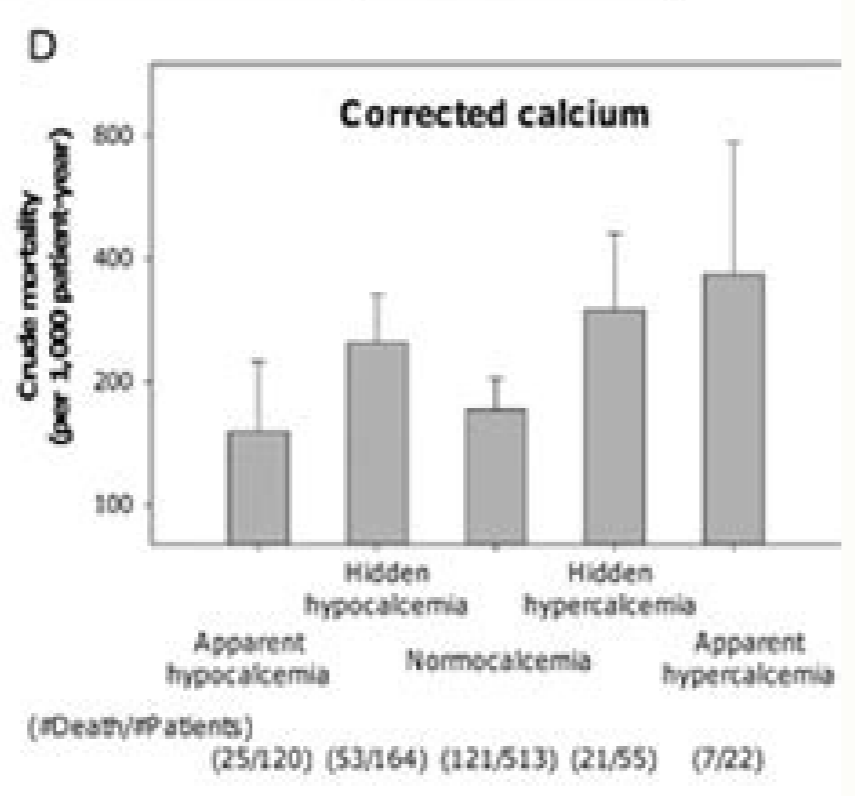 D
Corrected calcium
Crude mortality
(per 1,000 patient-year)
800
400
200
100
Hidden
hypocalcemia
Hidden
hypercalcemia
Apparent
hypocalcemia
Normocalcemia
Apparent
hypercalcemia
(#Death/#Patients)
(25/120) (53/164) (121/513) (21/55) (7/22)